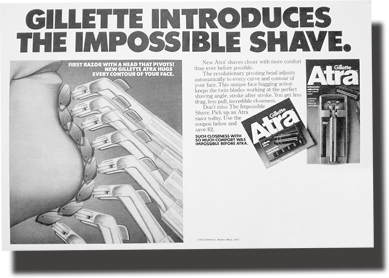 GILLETTE INTRODUCES
THE IMPOSSIBLE SHAVE.
FIRST RAZOR WITH A HEAD THAT PIVOTS!
NEW GILLETTE ATRA HUGS
EVERY CONTOUR OF YOUR FACE.
New Atra® shaves closer with more comfort
than ever before possible.
The revolutionary pivoting head adjusts
automatically to every curve and contour of
your face. This unique face-hugging action
keeps the twin blades working at the perfect
shaving angle, stroke after stroke. You get less
drag, less pull, incredible closeness.
Don't miss The Impossible
Shave. Pick up an Atra
razor today. Use the
coupon below and
save $2.
SUCH CLOSENESS WITH
SO MUCH COMFORT WAS
IMPOSSIBLE BEFORE ATRA.
Gillette
Atra
Atra